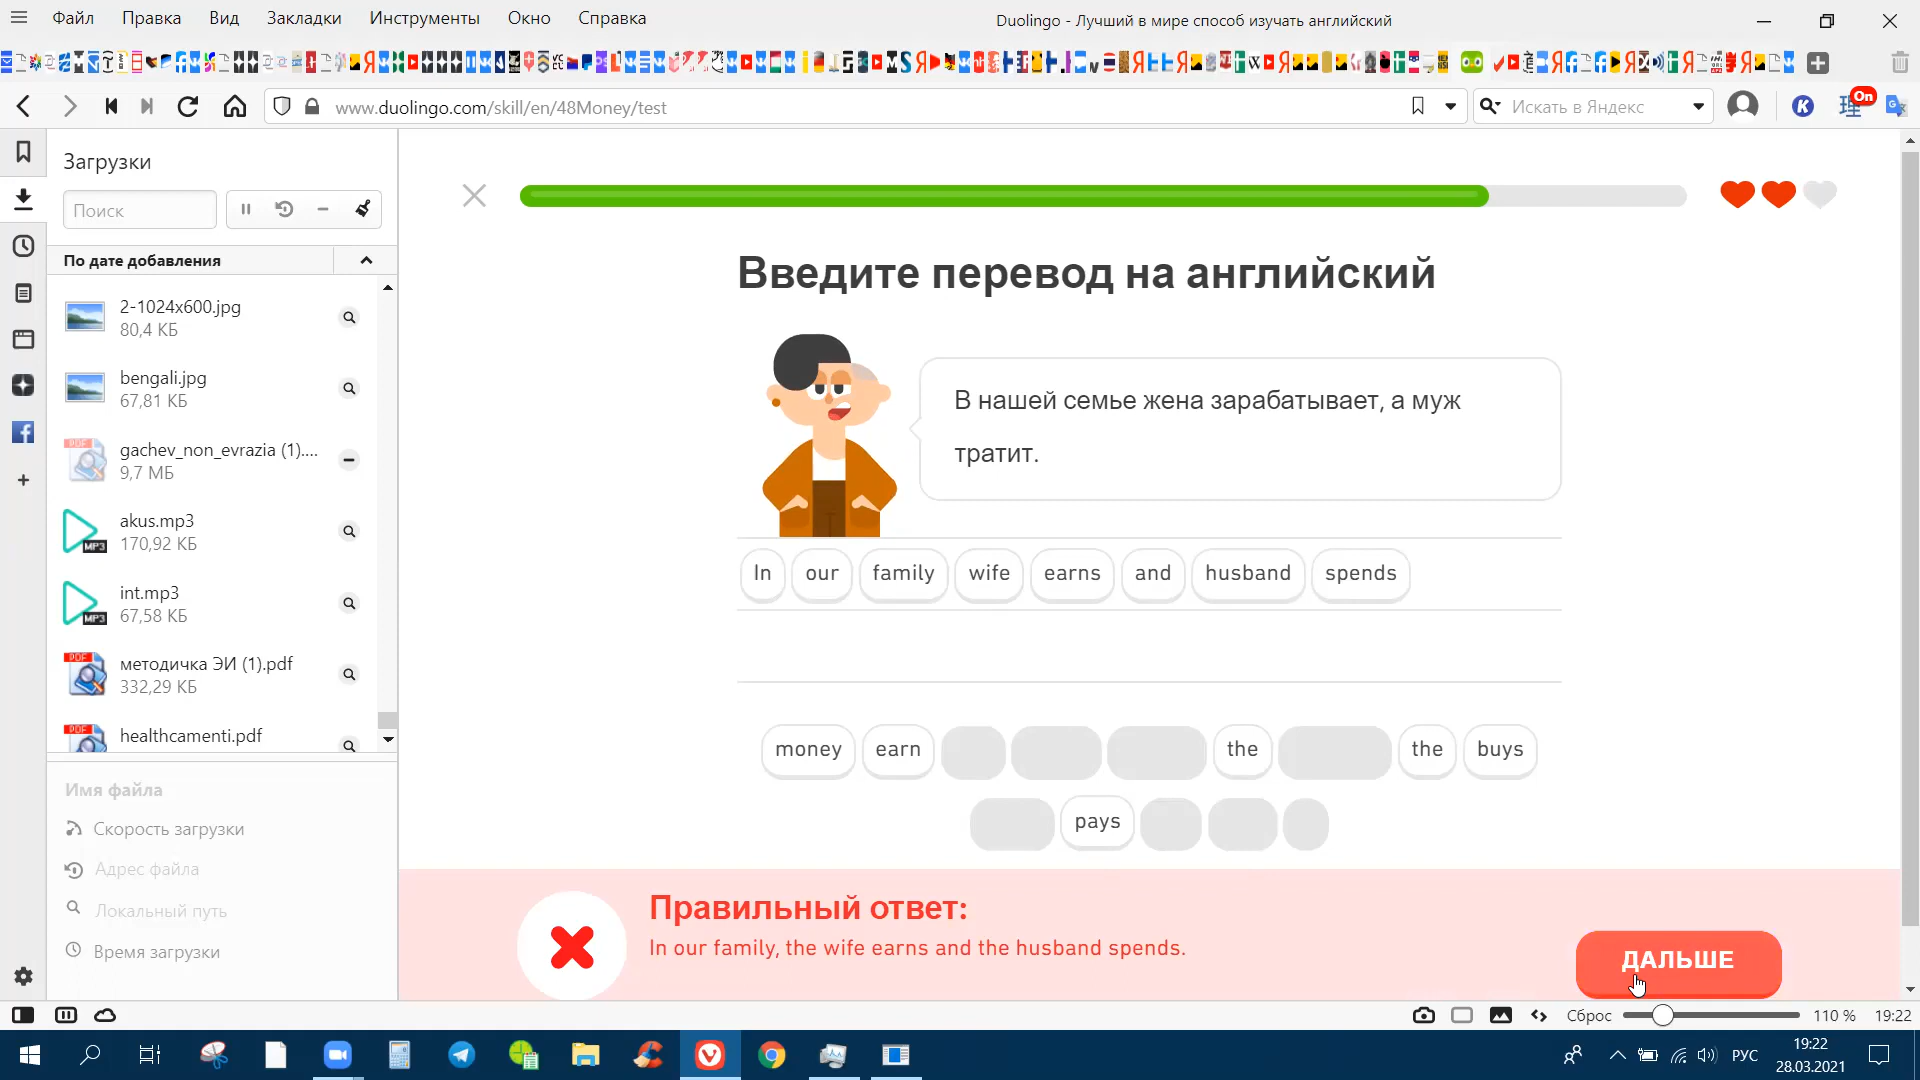 Файл Правка Вид Закладки Инструменты Окно Справка
Duolingo - Лучший в мире способ изучать английский
www.duolingo.com/skill/en/48Money/test
Искать в Яндекс
On
Загрузки
Поиск
По дате добавления
2-1024x600.jpg
80,4 КБ
bengali.jpg
67,81 КБ
gachev_non_evrazia (1)....
9,7 МБ
akus.mp3
170,92 КБ
int.mp3
67,58 КБ
методичка ЭИ (1).pdf
332,29 КБ
healthcamenti.pdf
Имя файла
Скорость загрузки
Адрес файла
Локальный путь
Время загрузки
Введите перевод на английский
В нашей семье жена зарабатывает, а муж
тратит.
In our family wife earns and husband spends
money earn the the buys
pays
Правильный ответ:
In our family, the wife earns and the husband spends.
ДАЛЬШЕ
Сброс 110 % 19:22
РУС
19:22
28.03.2021